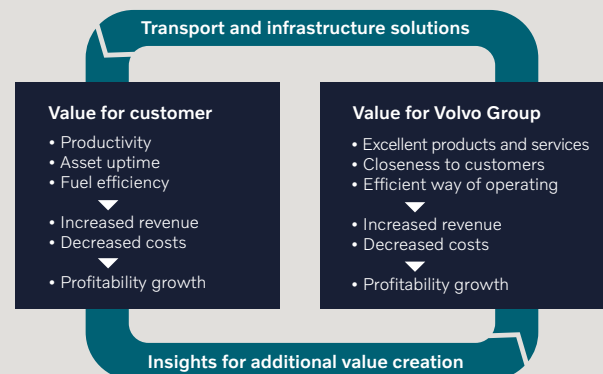 Transport and infrastructure solutions
Value for customer
• Productivity
• Asset uptime
• Fuel efficiency
• Increased revenue
• Decreased costs
• Profitability growth
Value for Volvo Group
• Excellent products and services
• Closeness to customers
• Efficient way of operating
• Increased revenue
• Decreased costs
• Profitability growth
Insights for additional value creation